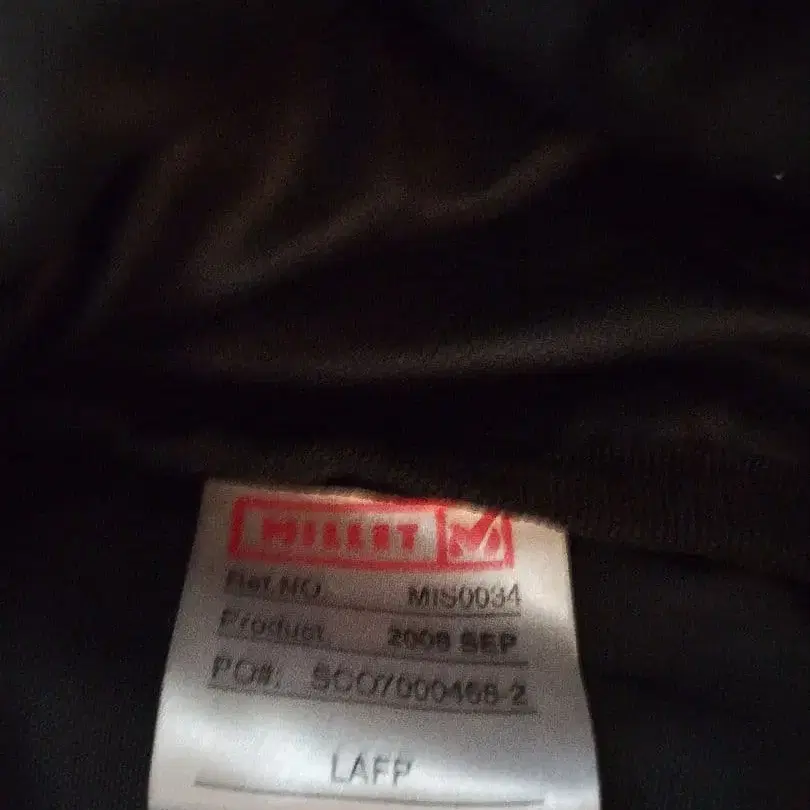 MILLET
Ref.NO. MIS0034
Product 2008 SEP
PO#: SCO7000468-2
LAFP